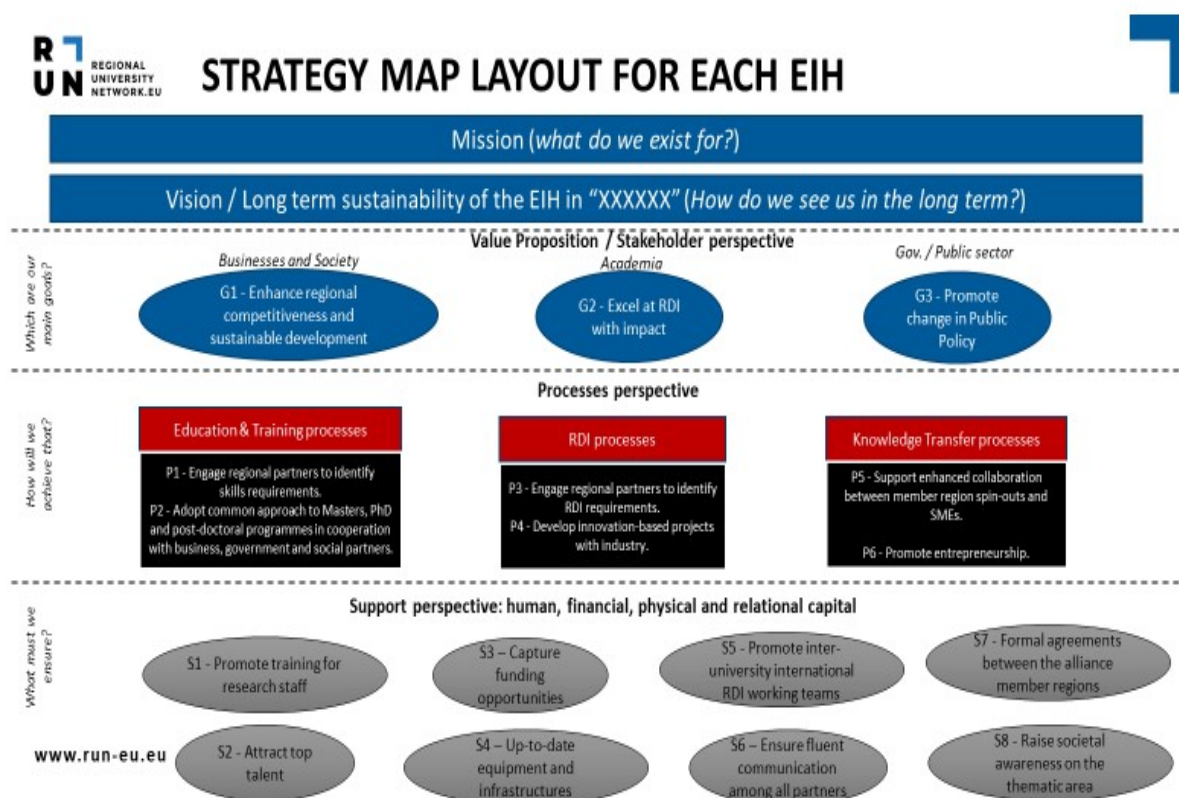 R
UN
REGIONAL
UNIVERSITY
NETWORK.EU
STRATEGY MAP LAYOUT FOR EACH EIH
Mission (what do we exist for?)
Vision / Long term sustainability of the EIH in “XXXXXX” (How do we see us in the long term?)
Which are our
main goals?
Value Proposition / Stakeholder perspective
Businesses and Society
Academia
Gov. / Public sector
G1 - Enhance regional
competitiveness and
sustainable development
G2 - Excel at RDI
with impact
G3 - Promote
change in Public
Policy
How will we
achieve that?
Processes perspective
Education & Training processes
P1 - Engage regional partners to identify
skills requirements.
P2 - Adopt common approach to Masters, PhD
and post-doctoral programmes in cooperation
with business, government and social partners.
RDI processes
P3 - Engage regional partners to identify
RDI requirements.
P4 - Develop innovation-based projects
with industry.
Knowledge Transfer processes
P5 - Support enhanced collaboration
between member region spin-outs and
SMEs.
P6 - Promote entrepreneurship.
What must we
ensure?
Support perspective: human, financial, physical and relational capital
S1 - Promote training for
research staff
S3 – Capture
funding
opportunities
S5 - Promote inter-
university international
RDI working teams
S7 - Formal agreements
between the alliance
member regions
www.run-eu.eu
S2 - Attract top
talent
S4 – Up-to-date
equipment and
infrastructures
S6 – Ensure fluent
communication
among all partners
S8 - Raise societal
awareness on the
thematic area